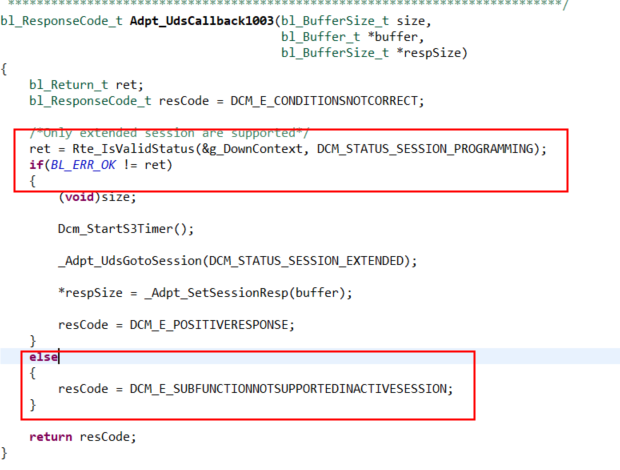 ******************************************************************************/
bl_ResponseCode_t Adpt_UdsCallback1003(bl_BufferSize_t size,
bl_Buffer_t *buffer,
bl_BufferSize_t *respSize)
{
bl_Return_t ret;
bl_ResponseCode_t resCode = DCM_E_CONDITIONSNOTCORRECT;
/*Only extended session are supported*/
ret = Rte_IsValidStatus(&g_DownContext, DCM_STATUS_SESSION_PROGRAMMING);
if(BL_ERR_OK != ret)
{
(void)size;
Dcm_StartS3Timer();
_Adpt_UdsGotoSession(DCM_STATUS_SESSION_EXTENDED);
*respSize = _Adpt_SetSessionResp(buffer);
resCode = DCM_E_POSITIVERESPONSE;
}
else
{
resCode = DCM_E_SUBFUNCTIONNOTSUPPORTEDINACTIVESESSION;
}
return resCode;
}